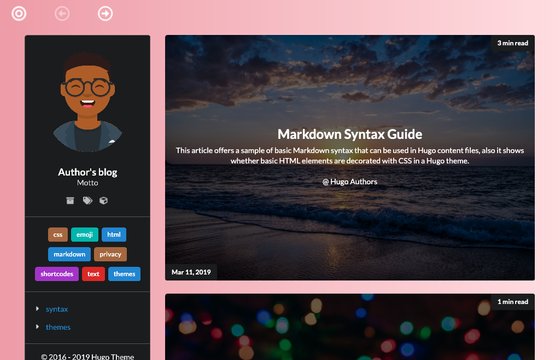 3 min read
Markdown Syntax Guide
This article offers a sample of basic Markdown syntax that can be used in Hugo content files, also it shows
whether basic HTML elements are decorated with CSS in a Hugo theme.
@ Hugo Authors
Mar 11, 2019
1 min read
Author's blog
Motto
css emoji html
markdown privacy
shortcodes text themes
syntax
themes
© 2016 - 2019 Hugo Theme